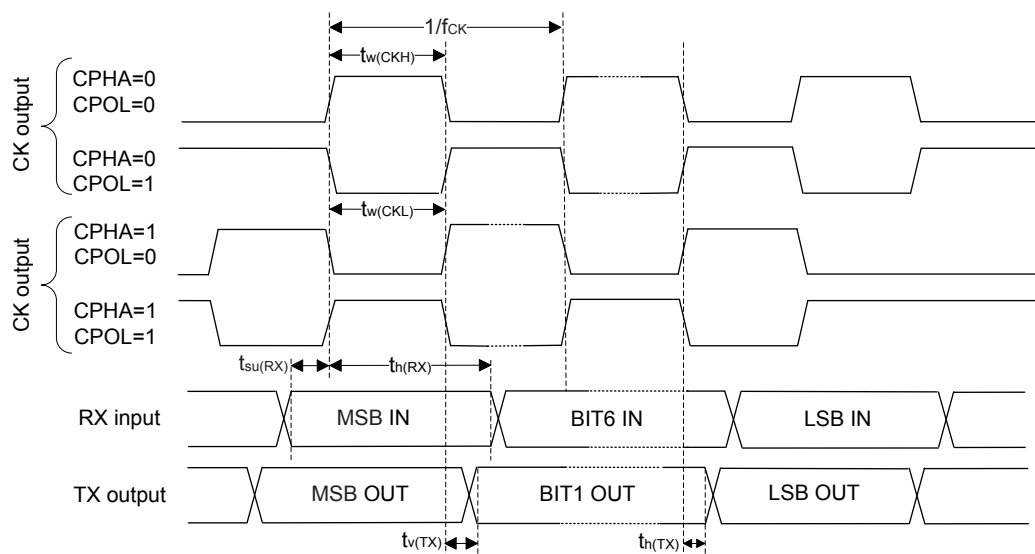 1/fCK
tw(CKH)
CK output
CPHA=0
CPOL=0
CPHA=0
CPOL=1
tw(CKL)
CK output
CPHA=1
CPOL=0
CPHA=1
CPOL=1
tsu(RX)
th(RX)
RX input
MSB IN
BIT6 IN
LSB IN
TX output
MSB OUT
BIT1 OUT
LSB OUT
tv(TX)
th(TX)